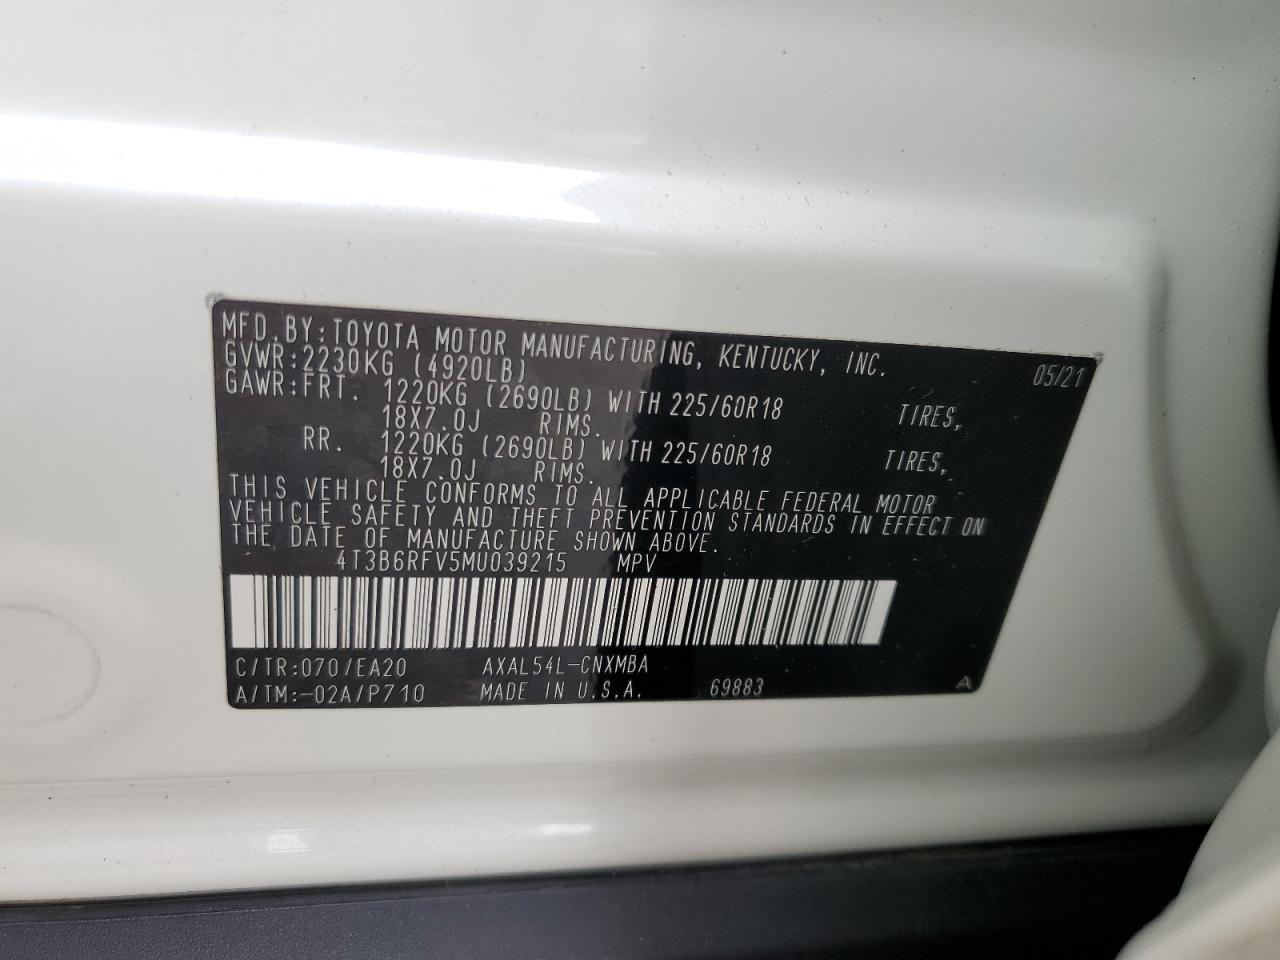 MFD.BY:TOYOTA MOTOR MANUFACTURING, KENTUCKY, INC.
GVWR:2230KG (4920LB) 05/21
GAWR:FRT. 1220KG (2690LB) WITH 225/60R18 TIRES,
18X7.0J RIMS.
RR. 1220KG (2690LB) WITH 225/60R18 TIRES,
18X7.0J RIMS.
THIS VEHICLE CONFORMS TO ALL APPLICABLE FEDERAL MOTOR
VEHICLE SAFETY AND THEFT PREVENTION STANDARDS IN EFFECT ON
THE DATE OF MANUFACTURE SHOWN ABOVE.
4T3B6RFV5MU039215 MPV
C/TR:070/EA20 AXAL54L-CNXMBA
A/TM:-02A/P710 MADE IN U.S.A. 69883 A